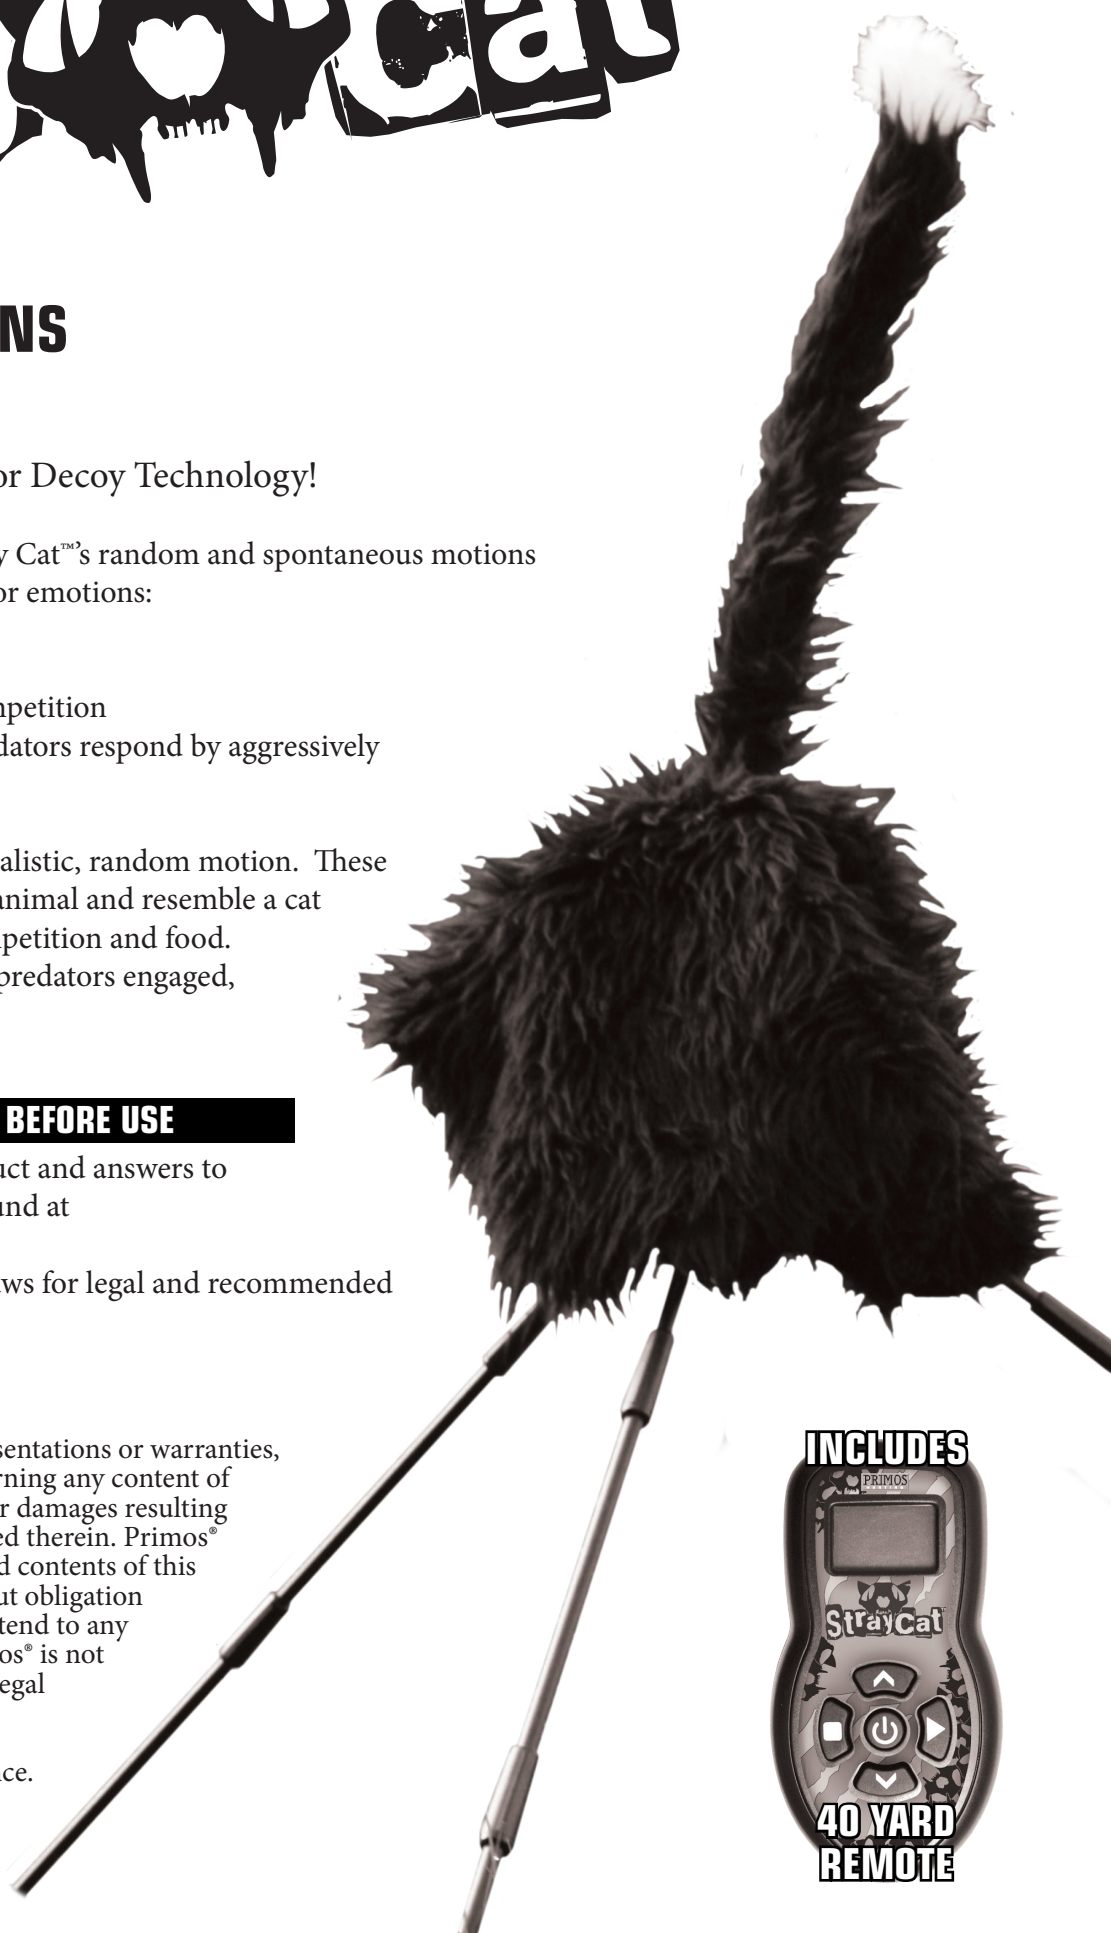 Cat
NS
or Decoy Technology!
y Cat™'s random and spontaneous motions
or emotions:
npetition
dators respond by aggressively
alistic, random motion. These
animal and resemble a cat
petition and food.
predators engaged,
BEFORE USE
uct and answers to
und at
aws for legal and recommended
sentations or warranties,
rning any content of
r damages resulting
ed therein. Primos®
d contents of this
ut obligation
tend to any
os® is not
egal
ce.
INCLUDES
PRIMOS
HUNTING
StrayCat
40 YARD
REMOTE